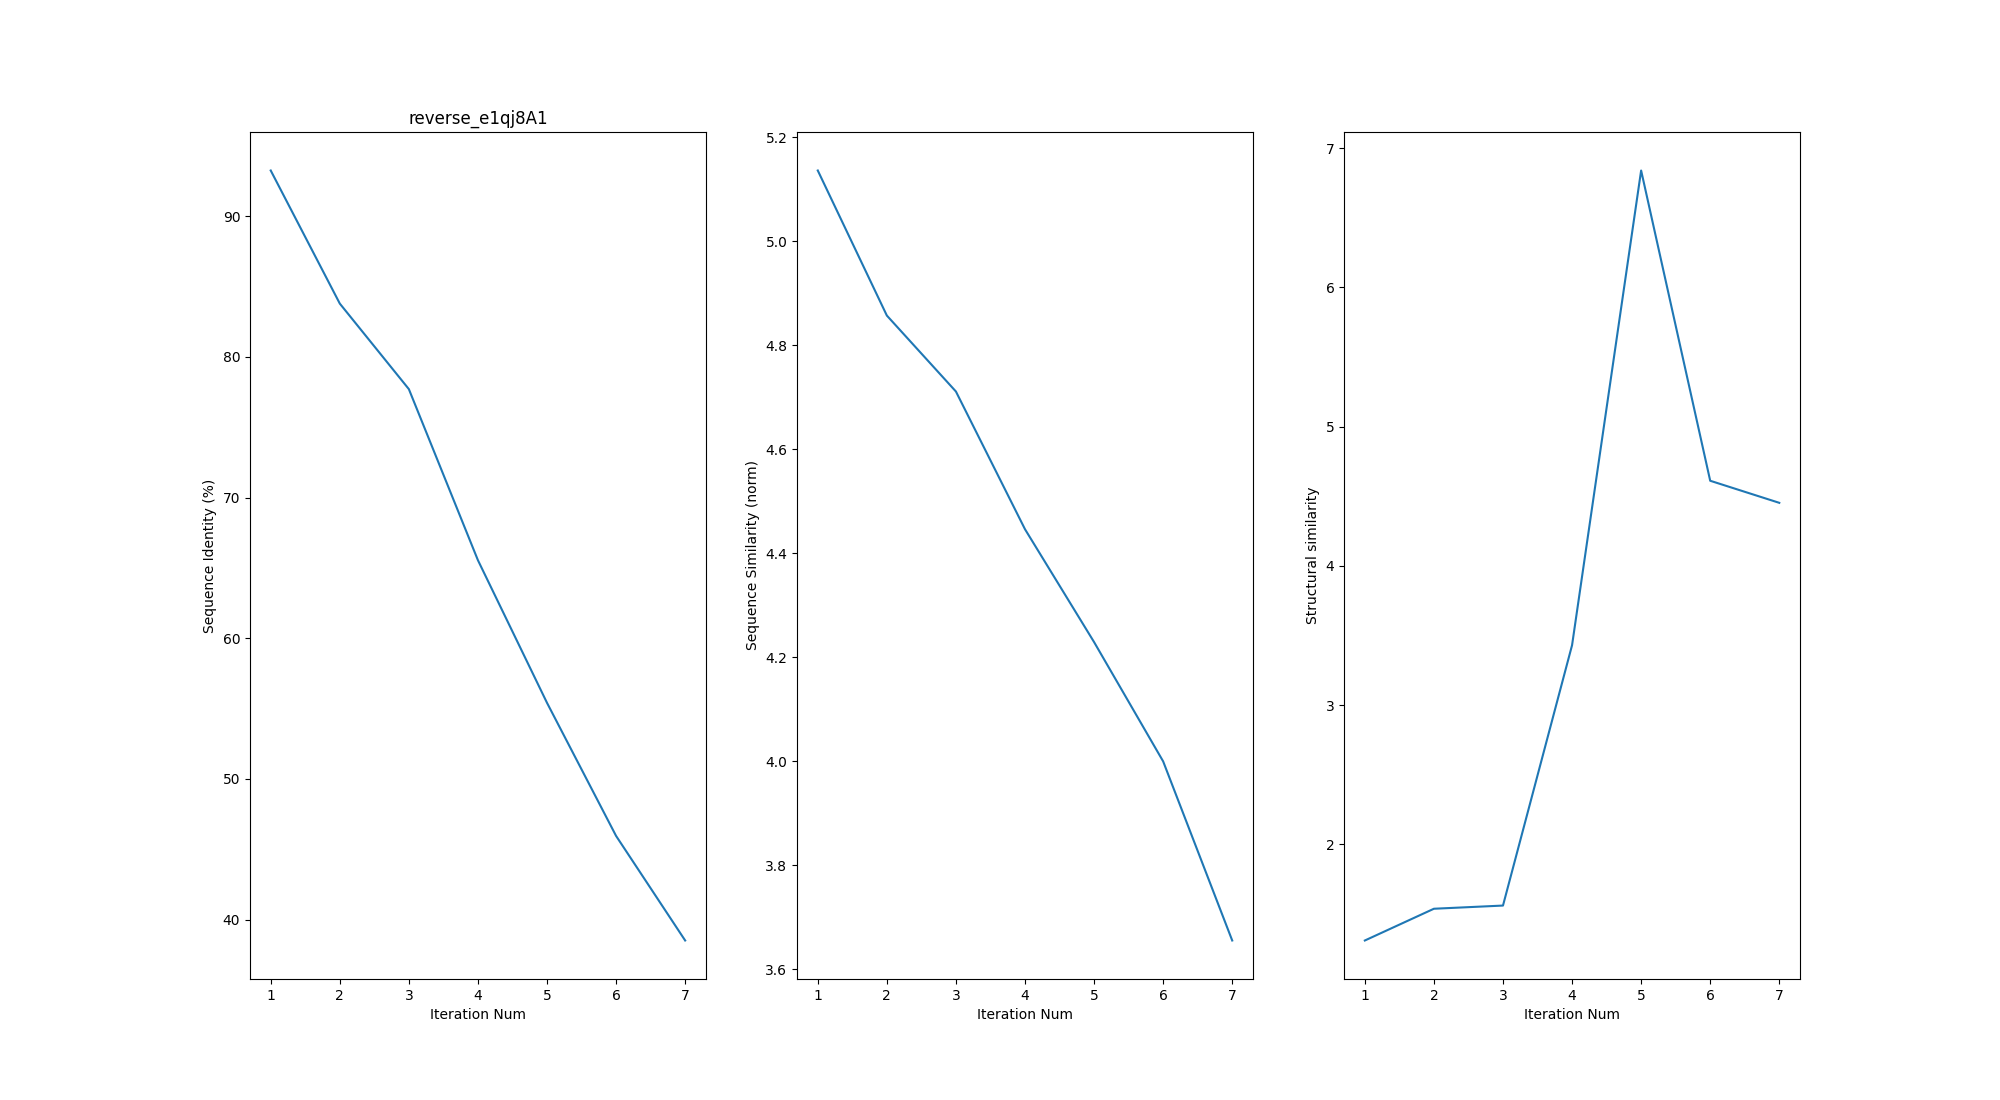 reverse_e1qj8A1
Sequence Identity (%)
90
80
70
60
50
40
1 2 3 4 5 6 7
Iteration Num
Sequence Similarity (norm)
5.2
5.0
4.8
4.6
4.4
4.2
4.0
3.8
3.6
1 2 3 4 5 6 7
Iteration Num
Structural similarity
7
6
5
4
3
2
1 2 3 4 5 6 7
Iteration Num